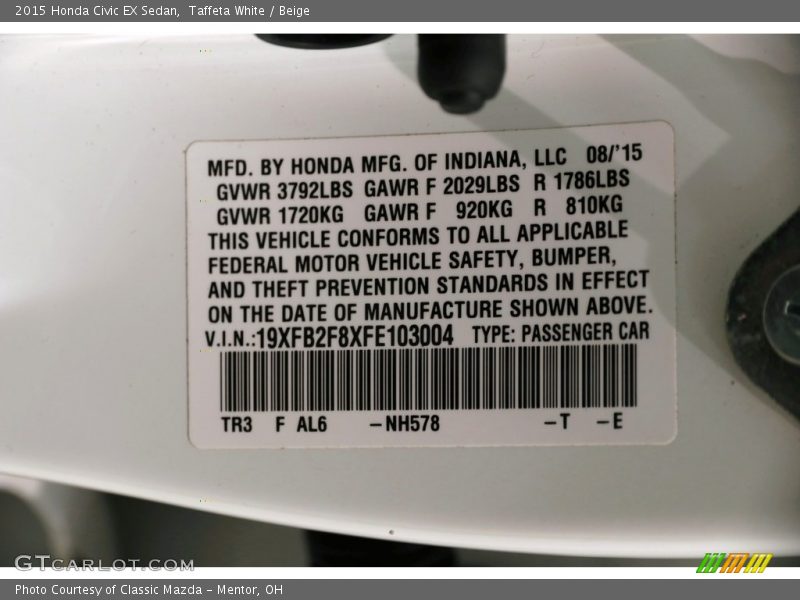 2015 Honda Civic EX Sedan,  Taffeta White / Beige
MFD. BY HONDA MFG. OF INDIANA, LLC 08/'15
GVWR 3792LBS GAWR F 2029LBS R 1786LBS
GVWR 1720KG GAWR F 920KG R 810KG
THIS VEHICLE CONFORMS TO ALL APPLICABLE
FEDERAL MOTOR VEHICLE SAFETY, BUMPER,
AND THEFT PREVENTION STANDARDS IN EFFECT
ON THE DATE OF MANUFACTURE SHOWN ABOVE.
V.I.N.:19XFB2F8XFE103004 TYPE: PASSENGER CAR
TR3 F AL6 –NH578 –T –E
GTcarlot.com
Photo Courtesy of Classic Mazda - Mentor, OH